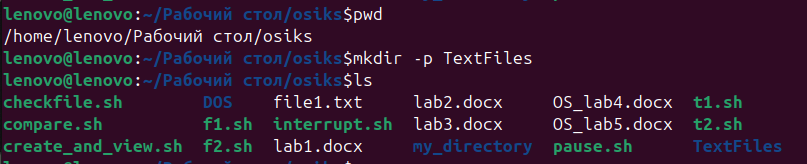 lenovo@lenovo:~/Рабочий стол/osiks$pwd
/home/lenovo/Рабочий стол/osiks
lenovo@lenovo:~/Рабочий стол/osiks$mkdir -p TextFiles
lenovo@lenovo:~/Рабочий стол/osiks$ls
checkfile.sh DOS file1.txt lab2.docx OS_lab4.docx t1.sh
compare.sh f1.sh interrupt.sh lab3.docx OS_lab5.docx t2.sh
create_and_view.sh f2.sh lab1.docx my_directory pause.sh TextFiles